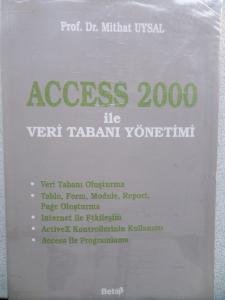 Prof. Dr. Mithat UYSAL
ACCESS 2000
ile
VERİ TABANI YÖNETİMİ
• Veri Tabanı Oluşturma
• Tablo, Form, Module, Report,
Page Oluşturma
• Internet ile Etkileşim
• ActiveX Kontrollerinin Kullanımı
• Access ile Programlama
Beta